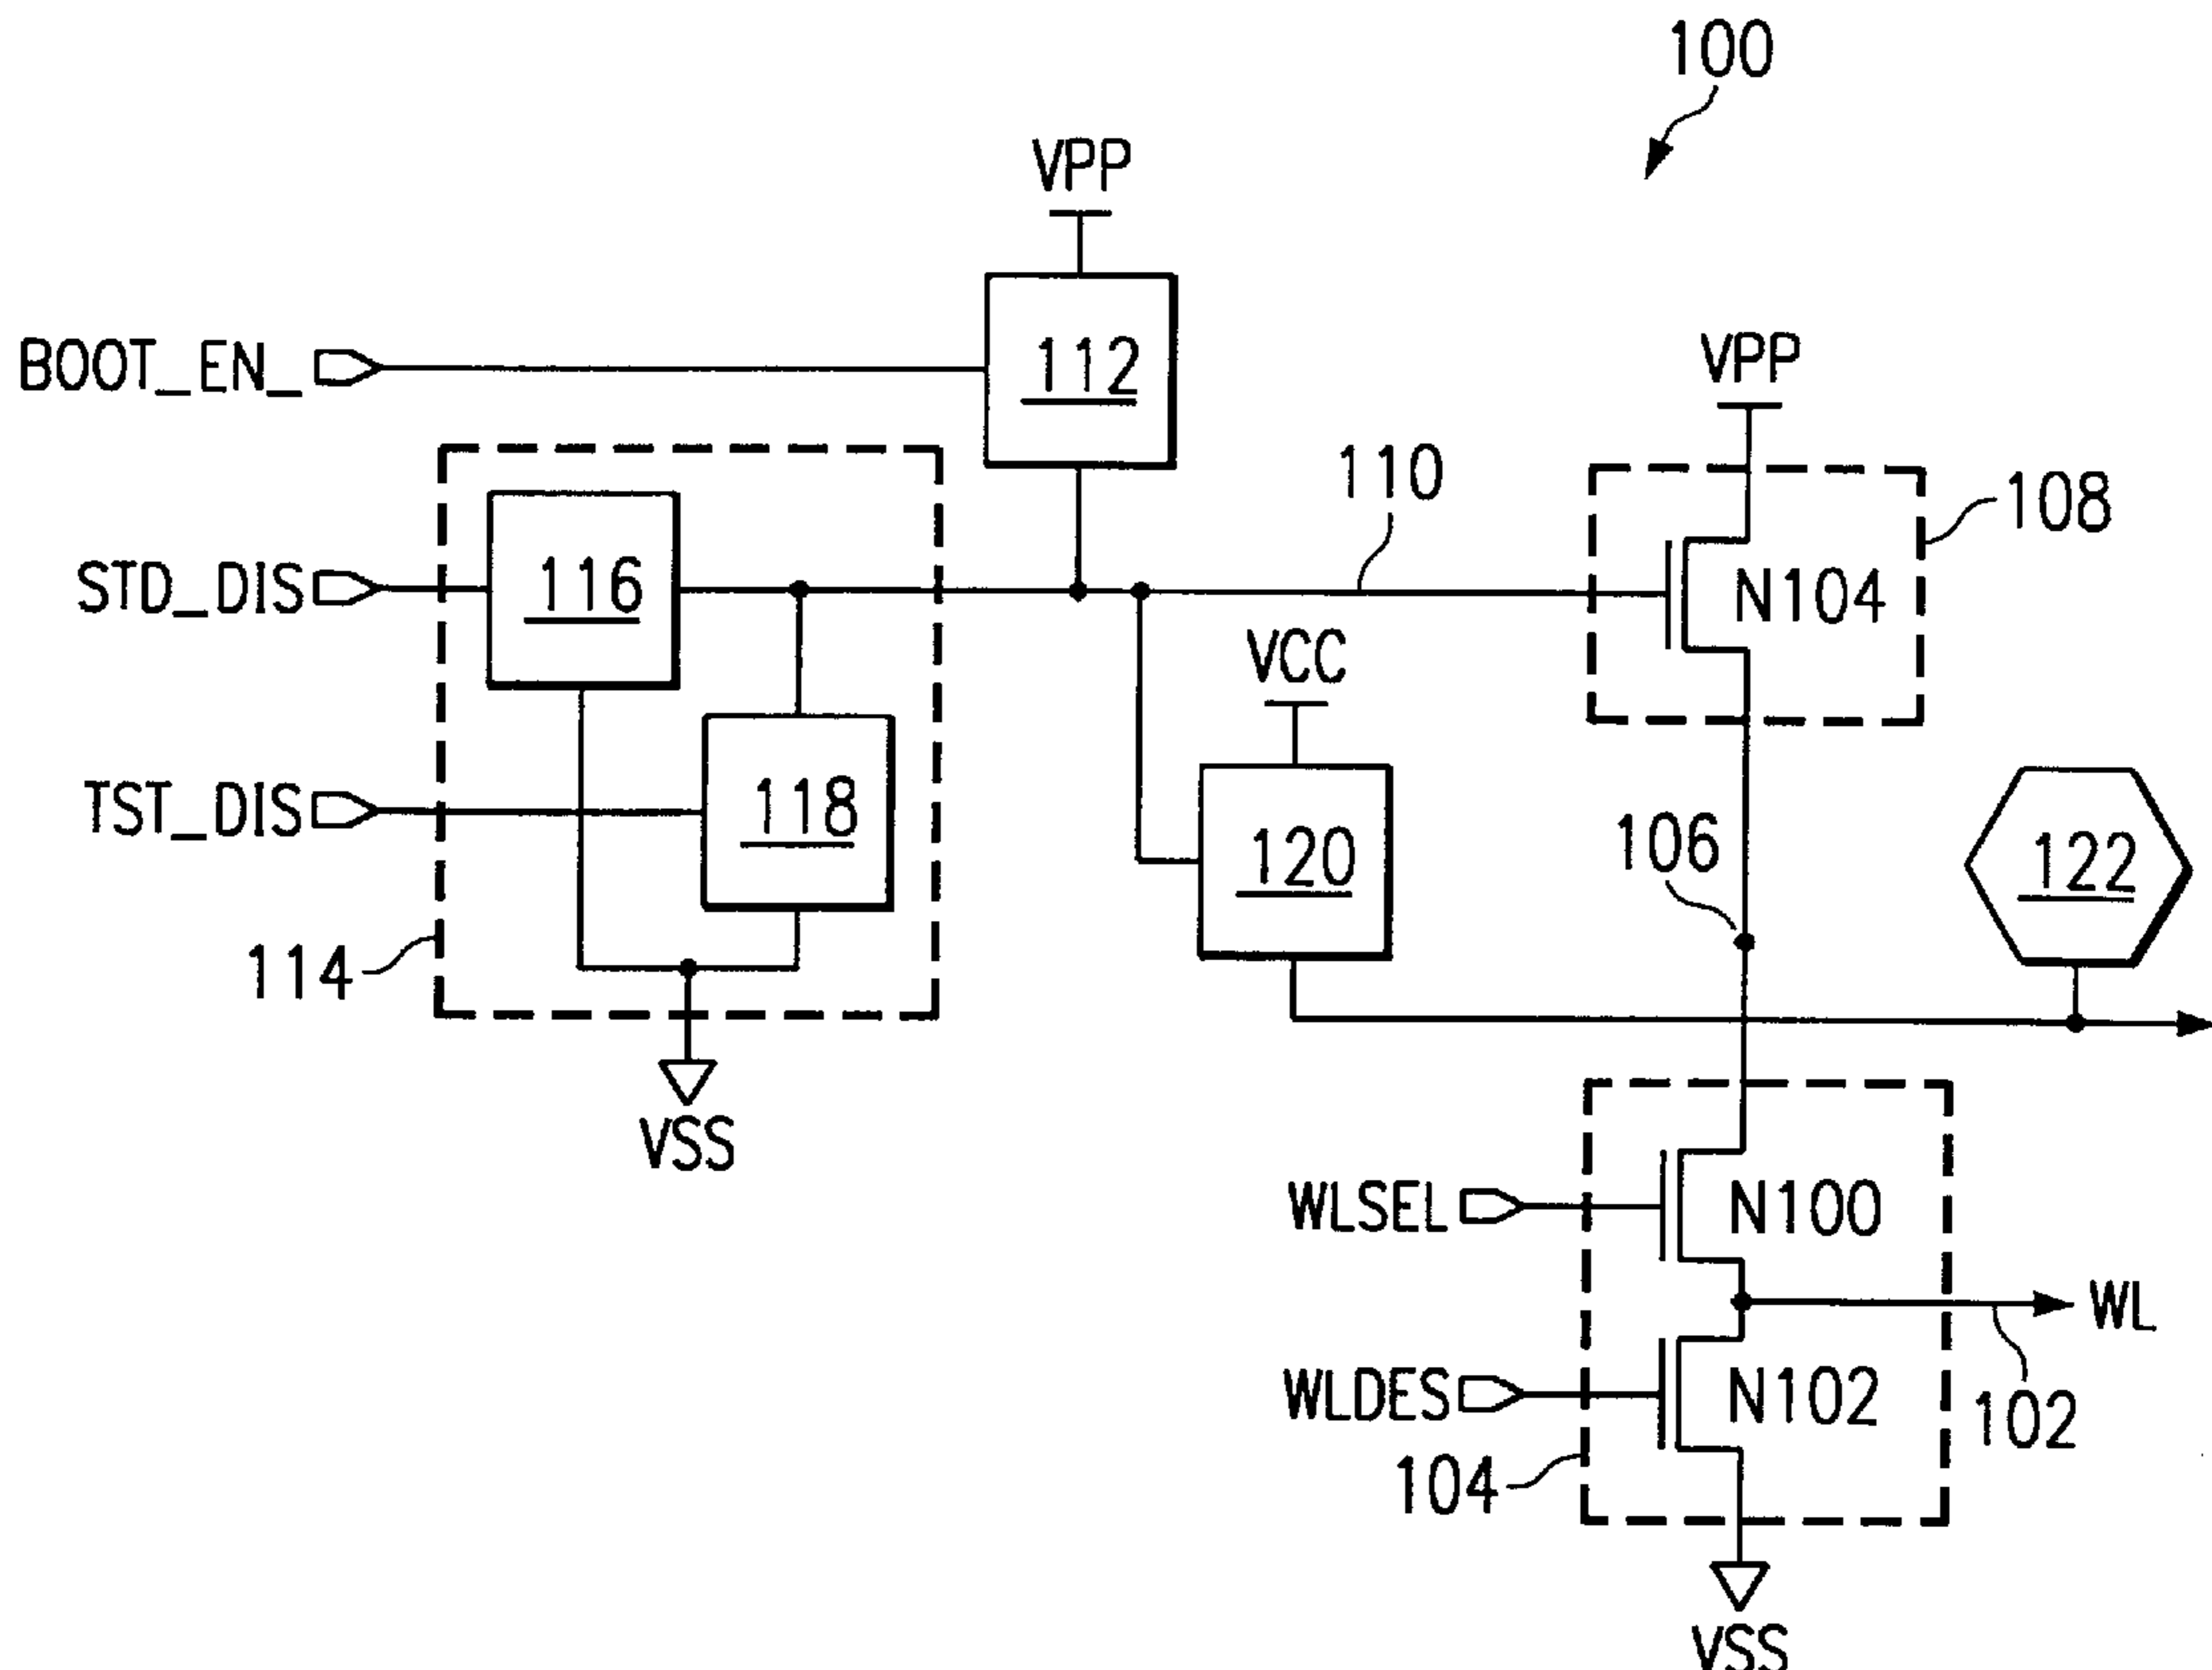 100
VPP
BOOT_EN_
112
VPP
110
108
STD_DIS
116
N104
VCC
TST_DIS
118
120
106
122
114
VSS
WLSEL
N100
WL
WLDES
N102
102
104
VSS